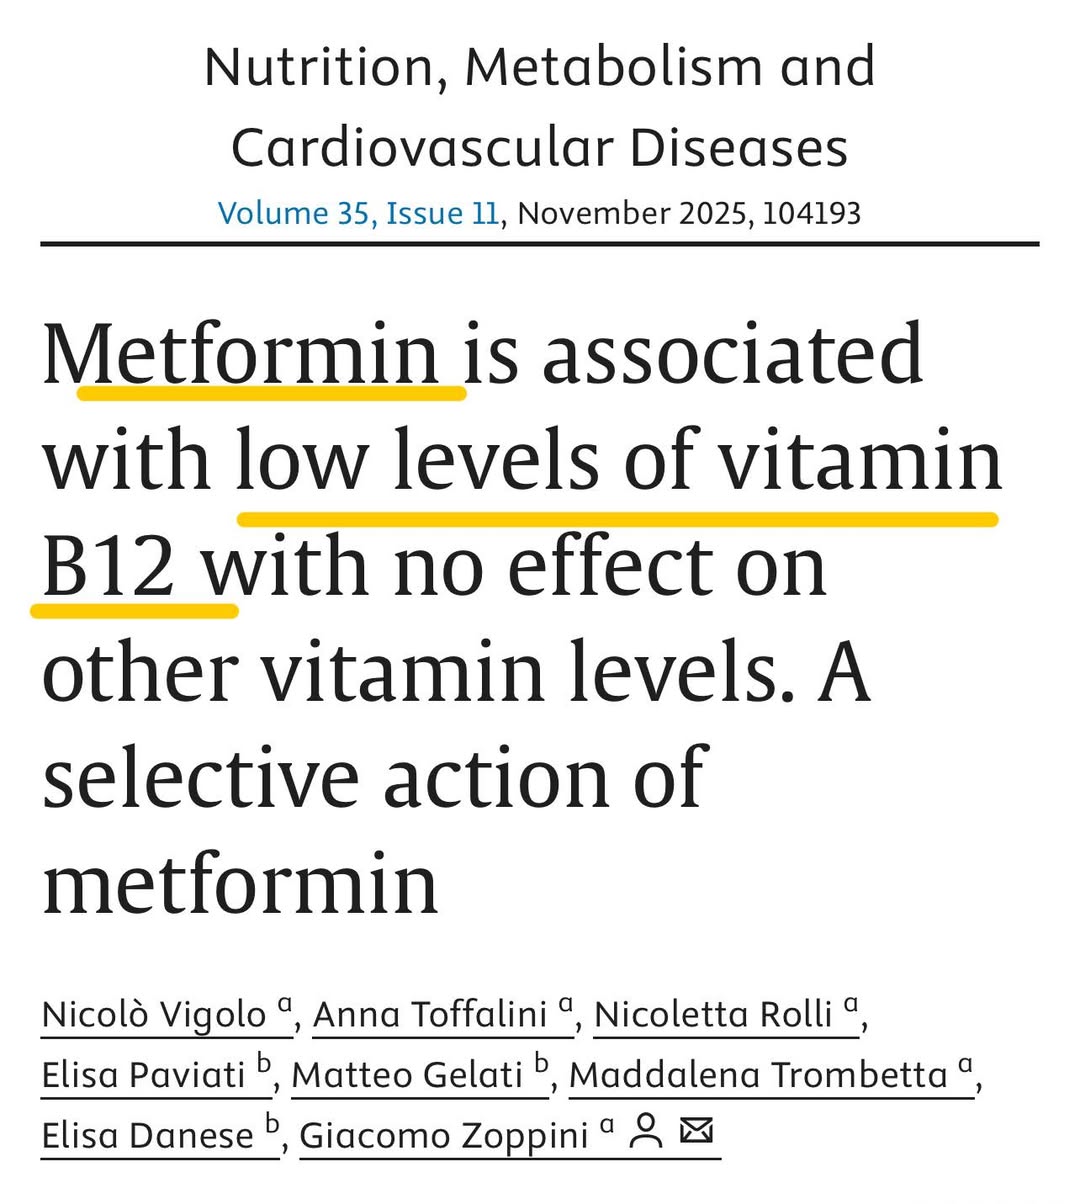 Nutrition, Metabolism and
Cardiovascular Diseases
Volume 35, Issue 11, November 2025, 104193
Metformin is associated
with low levels of vitamin
B12 with no effect on
other vitamin levels. A
selective action of
metformin
Nicolò Vigolo a, Anna Toffalini a, Nicoletta Rolli a,
Elisa Paviati b, Matteo Gelati b, Maddalena Trombetta a,
Elisa Danese b, Giacomo Zoppini a